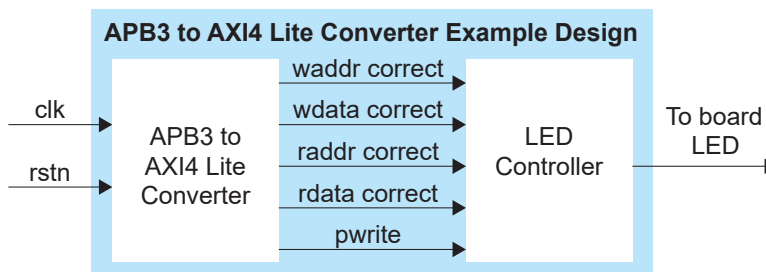 APB3 to AXI4 Lite Converter Example Design
clk
rstn
APB3 to
AXI4 Lite
Converter
waddr correct
wdata correct
raddr correct
rdata correct
pwrite
LED
Controller
To board
LED